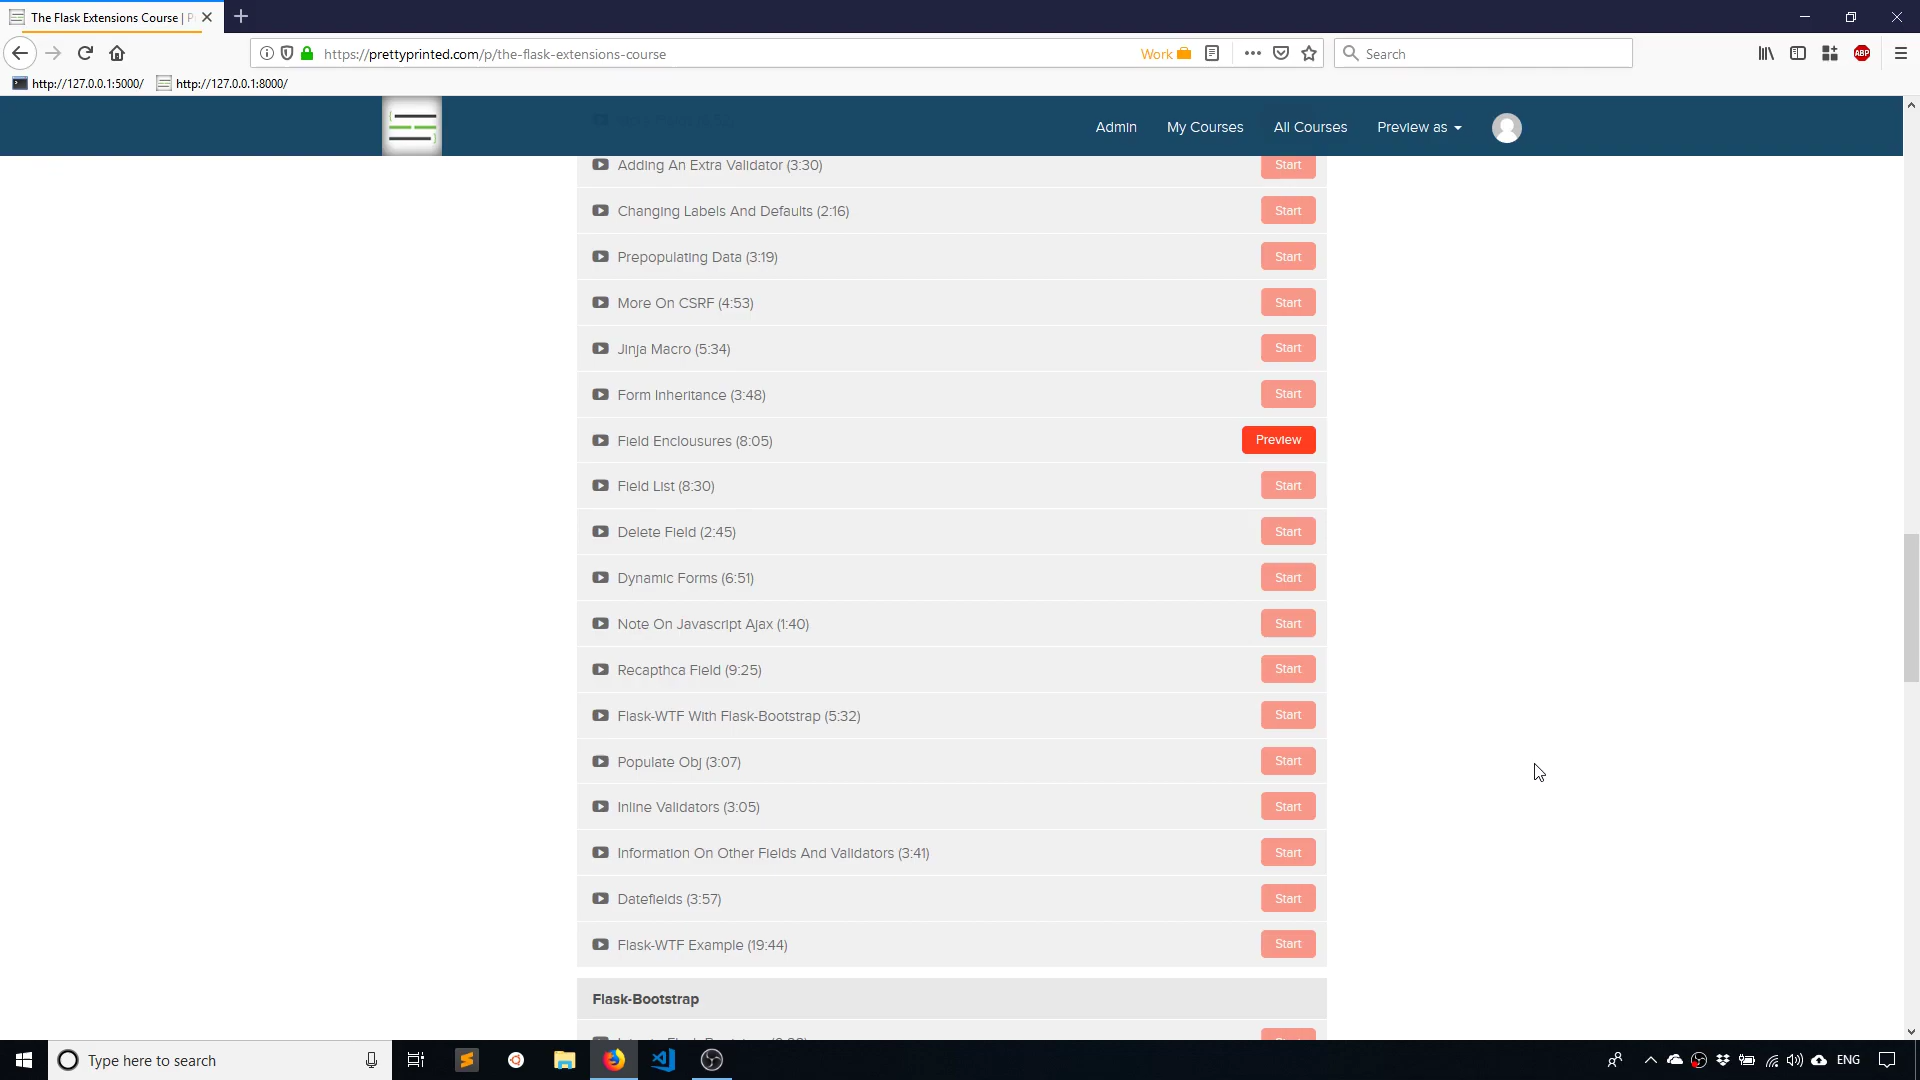 The Flask Extensions Course | P
https://prettyprinted.com/p/the-flask-extensions-course
Work
Search
ABP
http://127.0.0.1:5000/
http://127.0.0.1:8000/
Admin
My Courses
All Courses
Preview as
Adding An Extra Validator (3:30)
Start
Changing Labels And Defaults (2:16)
Start
Prepopulating Data (3:19)
Start
More On CSRF (4:53)
Start
Jinja Macro (5:34)
Start
Form Inheritance (3:48)
Start
Field Enclousures (8:05)
Preview
Field List (8:30)
Start
Delete Field (2:45)
Start
Dynamic Forms (6:51)
Start
Note On Javascript Ajax (1:40)
Start
Recapthca Field (9:25)
Start
Flask-WTF With Flask-Bootstrap (5:32)
Start
Populate Obj (3:07)
Start
Inline Validators (3:05)
Start
Information On Other Fields And Validators (3:41)
Start
Datefields (3:57)
Start
Flask-WTF Example (19:44)
Start
Flask-Bootstrap
Type here to search
ENG